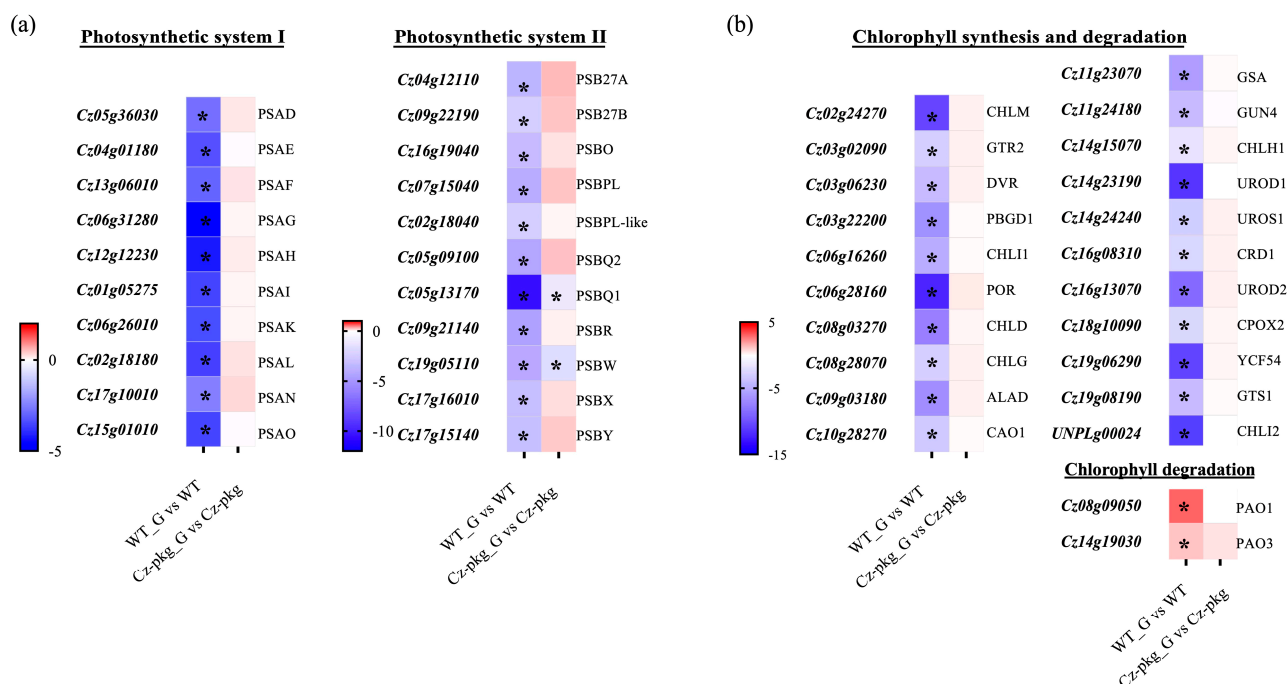 (a)
Photosynthetic system I
Cz05g36030 * PSAD
Cz04g01180 * PSAE
Cz13g06010 * PSAF
Cz06g31280 * PSAG
Cz12g12230 * PSAH
Cz01g05275 * PSAI
Cz06g26010 * PSAK
Cz02g18180 * PSAL
Cz17g10010 * PSAN
Cz15g01010 * PSAO
0
-5
WT_G vs WT
Cz-pkg_G vs Cz-pkg
Photosynthetic system II
Cz04g12110 * PSB27A
Cz09g22190 * PSB27B
Cz16g19040 * PSBO
Cz07g15040 * PSBPL
Cz02g18040 * PSBPL-like
Cz05g09100 * PSBQ2
Cz05g13170 * * PSBQ1
Cz09g21140 * PSBR
Cz19g05110 * * PSBW
Cz17g16010 * PSBX
Cz17g15140 * PSBY
0
-5
-10
WT_G vs WT
Cz-pkg_G vs Cz-pkg
(b)
Chlorophyll synthesis and degradation
Cz02g24270 * CHLM
Cz03g02090 * GTR2
Cz03g06230 * DVR
Cz03g22200 * PBGD1
Cz06g16260 * CHLI1
Cz06g28160 * POR
Cz08g03270 * CHLD
Cz08g28070 * CHLG
Cz09g03180 * ALAD
Cz10g28270 * CAO1
5
-5
-15
WT_G vs WT
Cz-pkg_G vs Cz-pkg
Cz11g23070 * GSA
Cz11g24180 * GUN4
Cz14g15070 * CHLH1
Cz14g23190 * UROD1
Cz14g24240 * UROS1
Cz16g08310 * CRD1
Cz16g13070 * UROD2
Cz18g10090 * CPOX2
Cz19g06290 * YCF54
Cz19g08190 * GTS1
UNPLg00024 * CHLI2
Chlorophyll degradation
Cz08g09050 * PAO1
Cz14g19030 * PAO3
WT_G vs WT
Cz-pkg_G vs Cz-pkg